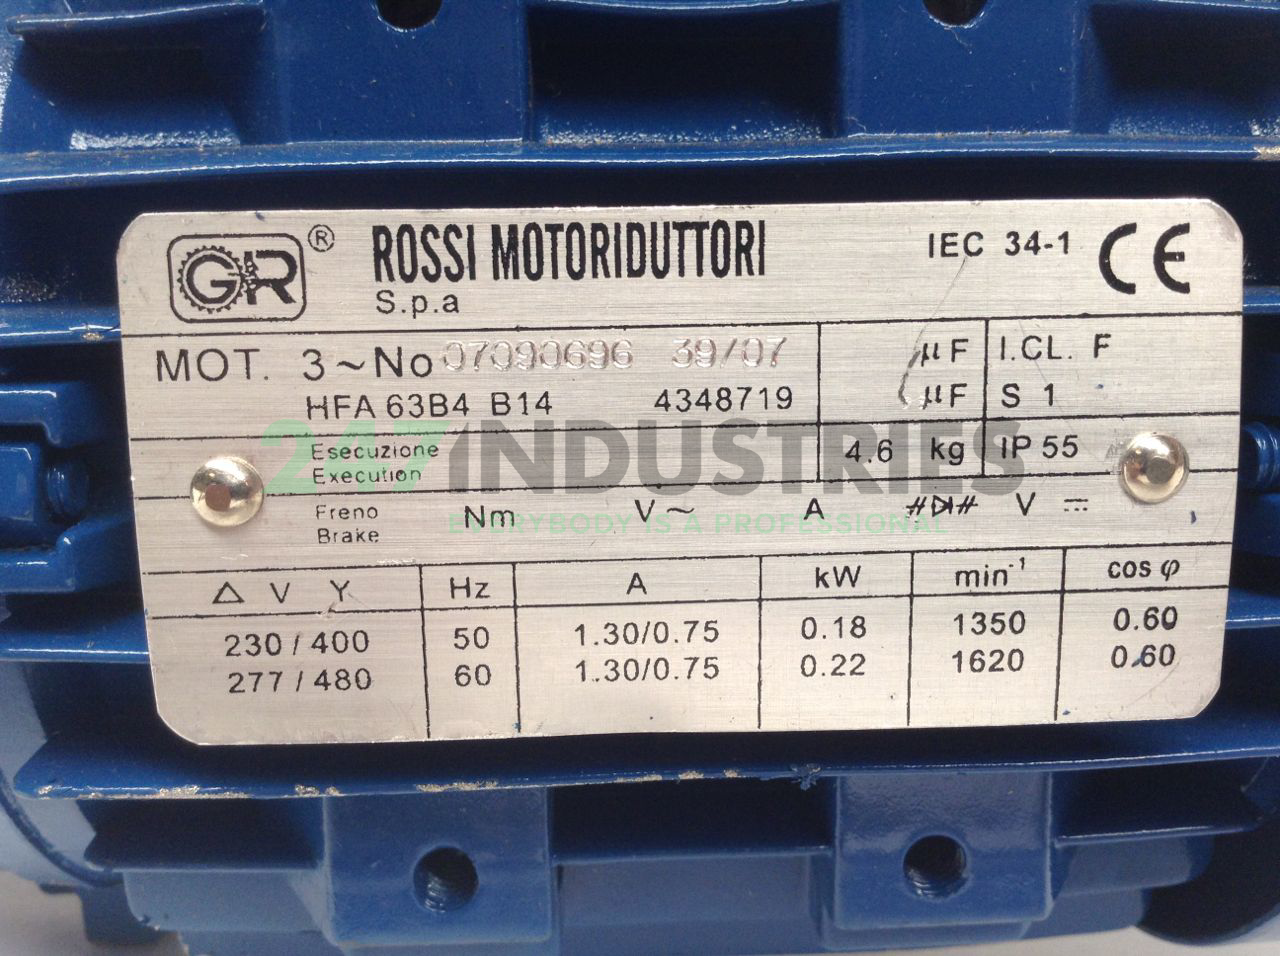 GR ® ROSSI MOTORIDUTTORI IEC 34-1 CE
S.p.a
MOT. 3~No 07090696 39/07 µF I.CL. F
HFA 63B4 B14 4348719 µF S 1
Esecuzione
Execution 4.6 kg IP 55
247 INDUSTRIES
Freno
Brake Nm V~ A V ⎓
EVERYBODY IS A PROFESSIONAL
Δ V Y Hz A kW min⁻¹ cos φ
230 / 400 50 1.30/0.75 0.18 1350 0.60
277 / 480 60 1.30/0.75 0.22 1620 0.60